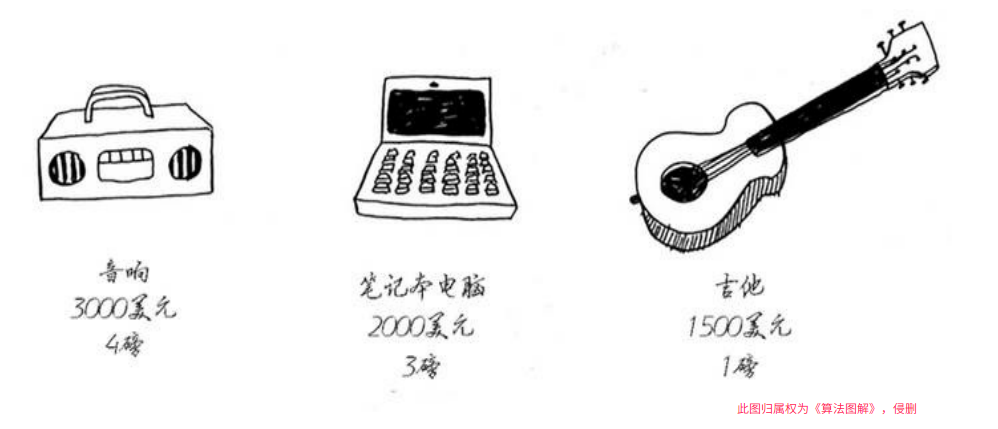 音响
3000美元
4磅
笔记本电脑
2000美元
3磅
吉他
1500美元
1磅
此图归属权为《算法图解》，侵删